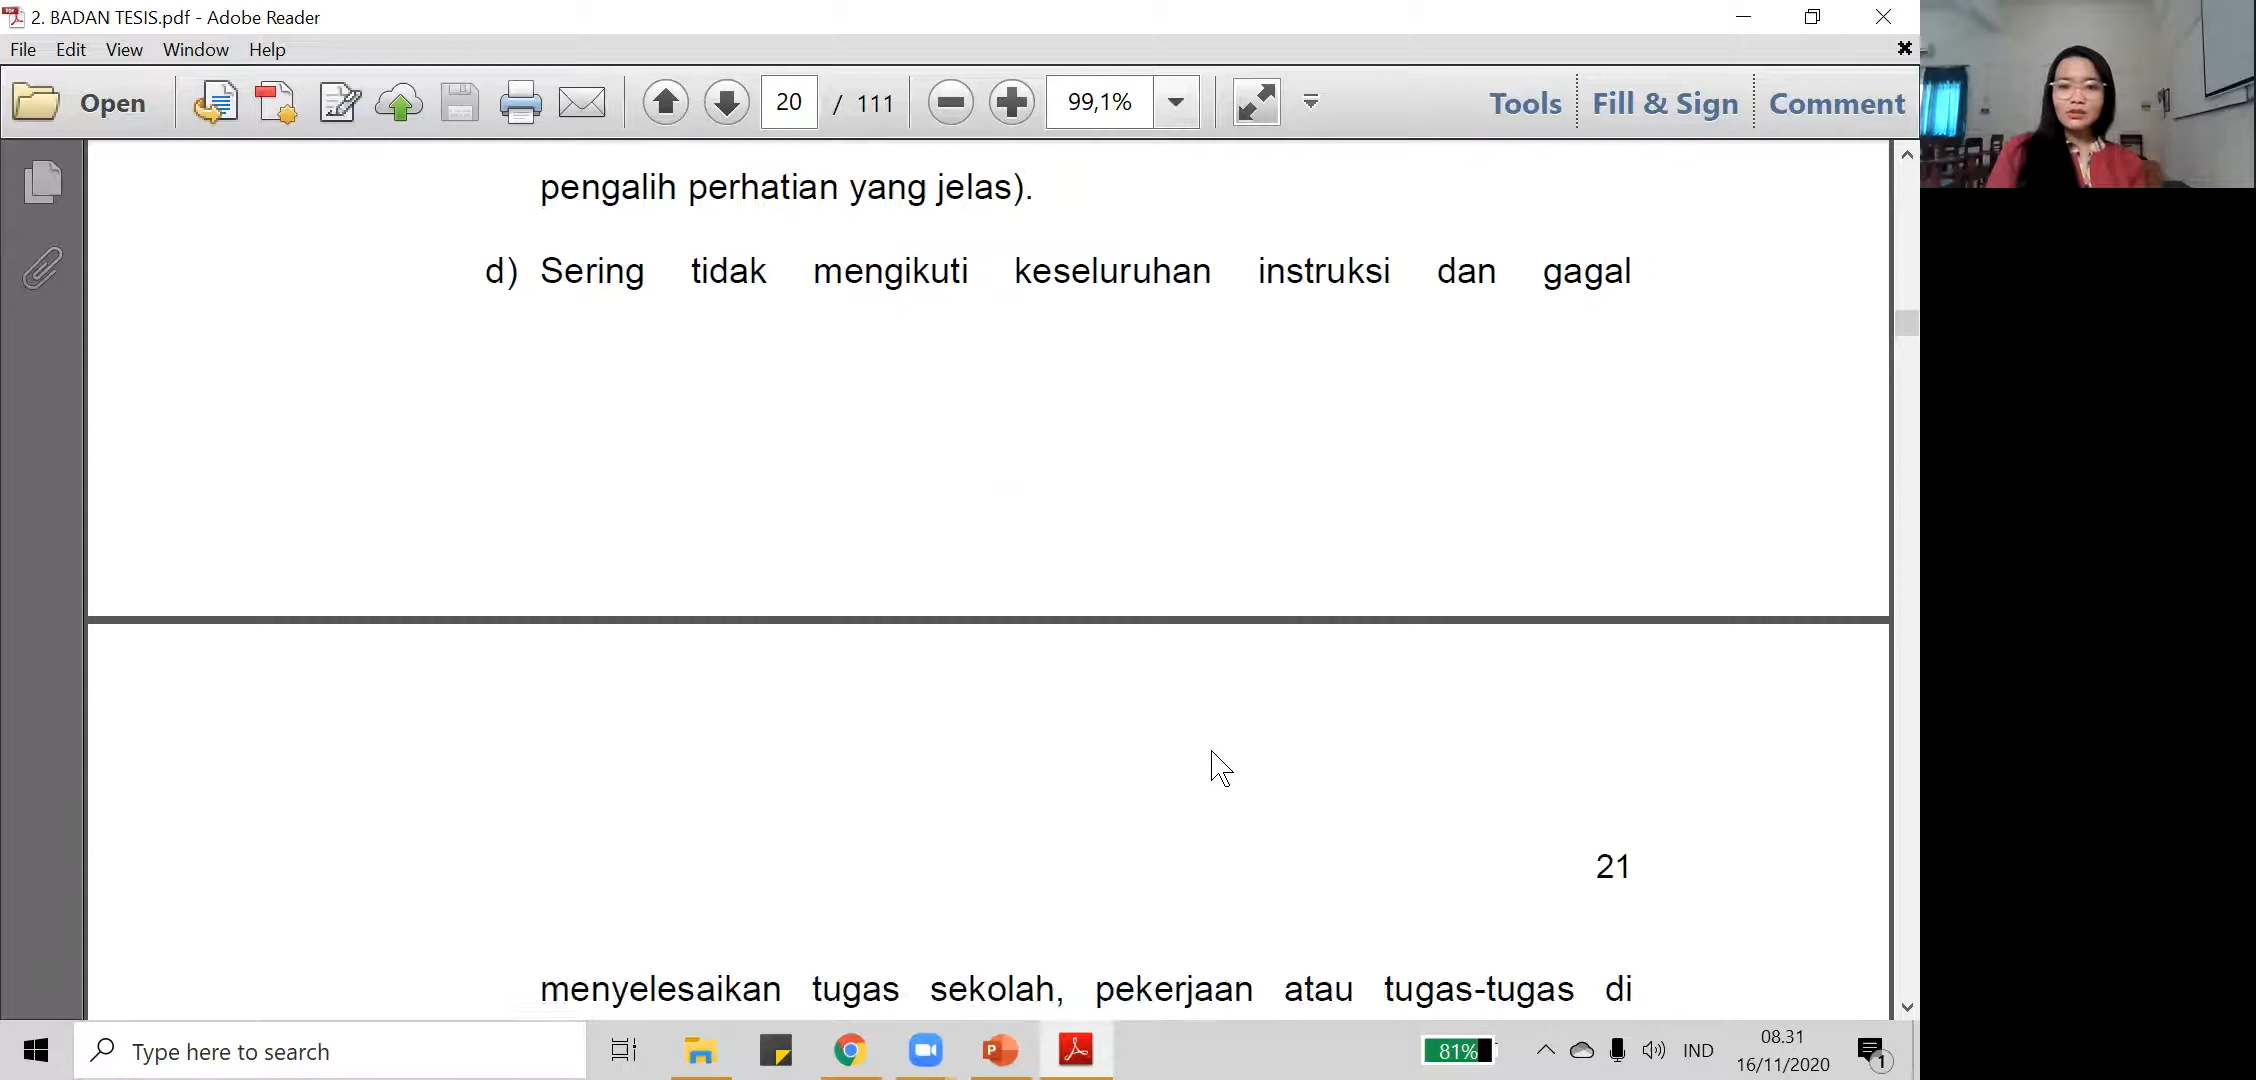 2. BADAN TESIS.pdf - Adobe Reader
File Edit View Window Help
Open 20 / 111 99,1% Tools Fill & Sign Comment
pengalih perhatian yang jelas).
d) Sering tidak mengikuti keseluruhan instruksi dan gagal
21
menyelesaikan tugas sekolah, pekerjaan atau tugas-tugas di
Type here to search
81% IND 08.31
16/11/2020
1